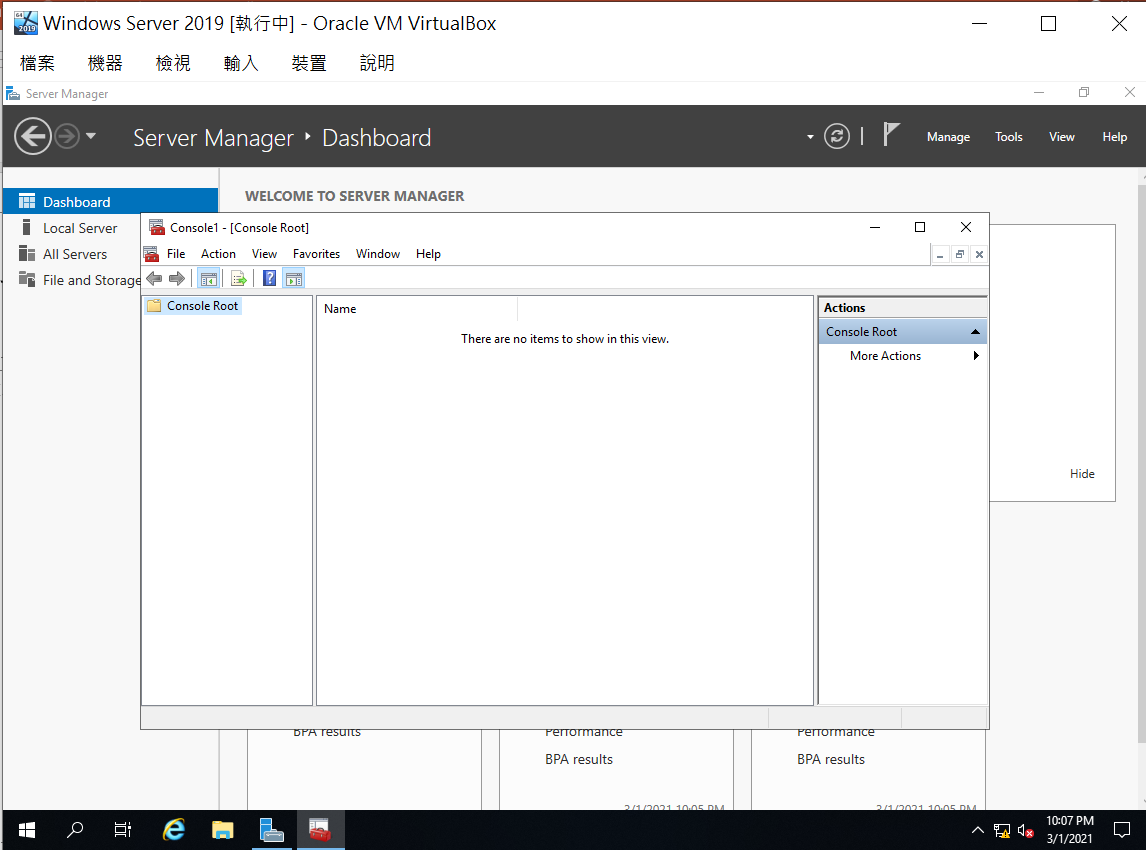 Windows Server 2019 [執行中] - Oracle VM VirtualBox
檔案 機器 檢視 輸入 裝置 說明
Server Manager
Server Manager Dashboard
Manage Tools View Help
WELCOME TO SERVER MANAGER
Dashboard
Local Server
All Servers
File and Storage
Console1 - [Console Root]
File Action View Favorites Window Help
Console Root
Name
There are no items to show in this view.
Actions
Console Root
More Actions
Hide
BPA results
Performance
BPA results
3/1/2021 10:05 PM
Performance
BPA results
3/1/2021 10:05 PM
64
2019
10:07 PM
3/1/2021